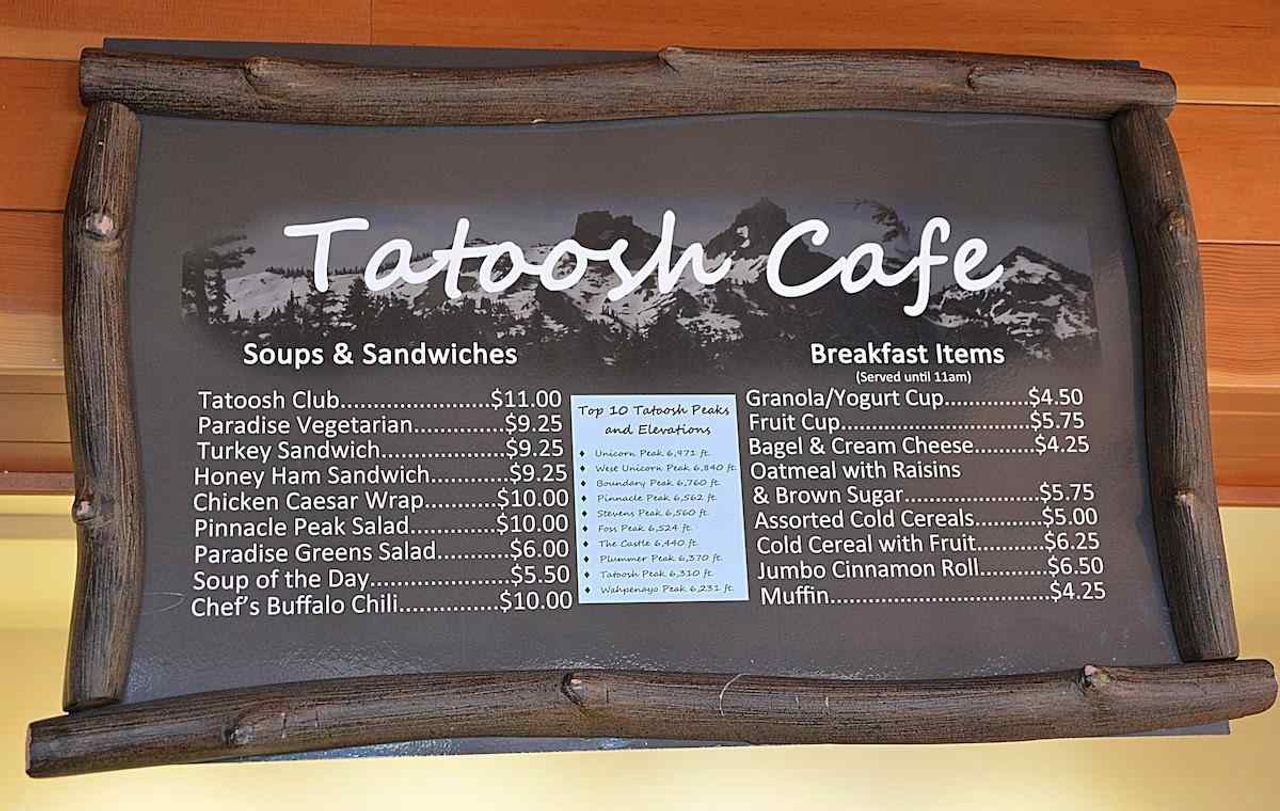 Tatoosh Cafe
Soups & Sandwiches
Tatoosh Club......................$11.00
Paradise Vegetarian..............$9.25
Turkey Sandwich...................$9.25
Honey Ham Sandwich............$9.25
Chicken Caesar Wrap...........$10.00
Pinnacle Peak Salad.............$10.00
Paradise Greens Salad...........$6.00
Soup of the Day.....................$5.50
Chef's Buffalo Chili...............$10.00
Top 10 Tatoosh Peaks
and Elevations
♦ Unicorn Peak 6,971 ft.
♦ West Unicorn Peak 6,840 ft.
♦ Boundary Peak 6,760 ft.
♦ Pinnacle Peak 6,562 ft.
♦ Stevens Peak 6,560 ft.
♦ Foss Peak 6,524 ft.
♦ The Castle 6,440 ft.
♦ Plummer Peak 6,370 ft.
♦ Tatoosh Peak 6,310 ft.
♦ Wahpenayo Peak 6,231 ft.
Breakfast Items
(Served until 11am)
Granola/Yogurt Cup.............$4.50
Fruit Cup.............................$5.75
Bagel & Cream Cheese.........$4.25
Oatmeal with Raisins
& Brown Sugar.....................$5.75
Assorted Cold Cereals...........$5.00
Cold Cereal with Fruit...........$6.25
Jumbo Cinnamon Roll...........$6.50
Muffin..................................$4.25